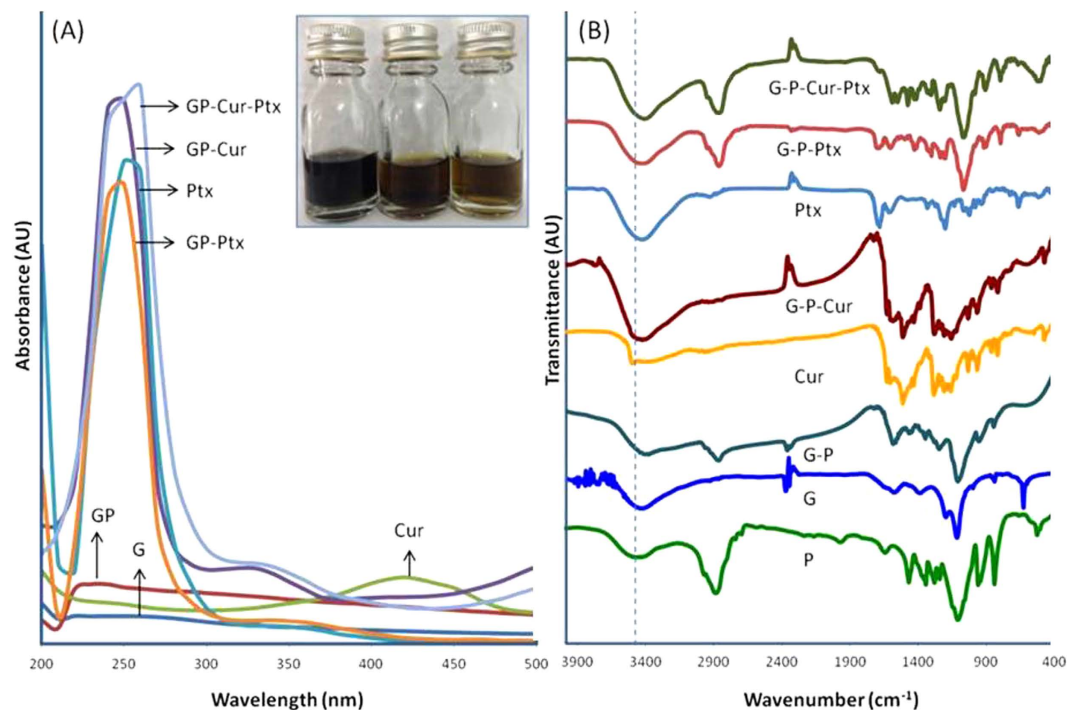 (A)
GP-Cur-Ptx
GP-Cur
Ptx
GP-Ptx
GP
G
Cur
Absorbance (AU)
200 250 300 350 400 450 500
Wavelength (nm)
(B)
G-P-Cur-Ptx
G-P-Ptx
Ptx
G-P-Cur
Cur
G-P
G
P
Transmittance (AU)
3900 3400 2900 2400 1900 1400 900 400
Wavenumber (cm⁻¹)